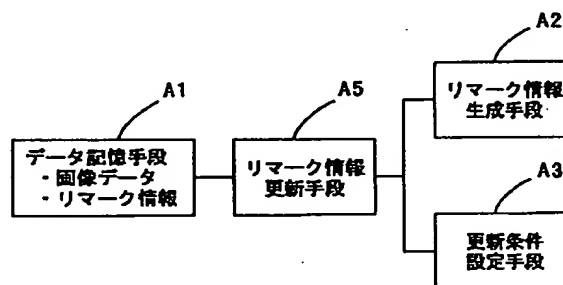 A1
データ記憶手段
・画像データ
・リマーク情報
A5
リマーク情報
更新手段
A2
リマーク情報
生成手段
A3
更新条件
設定手段